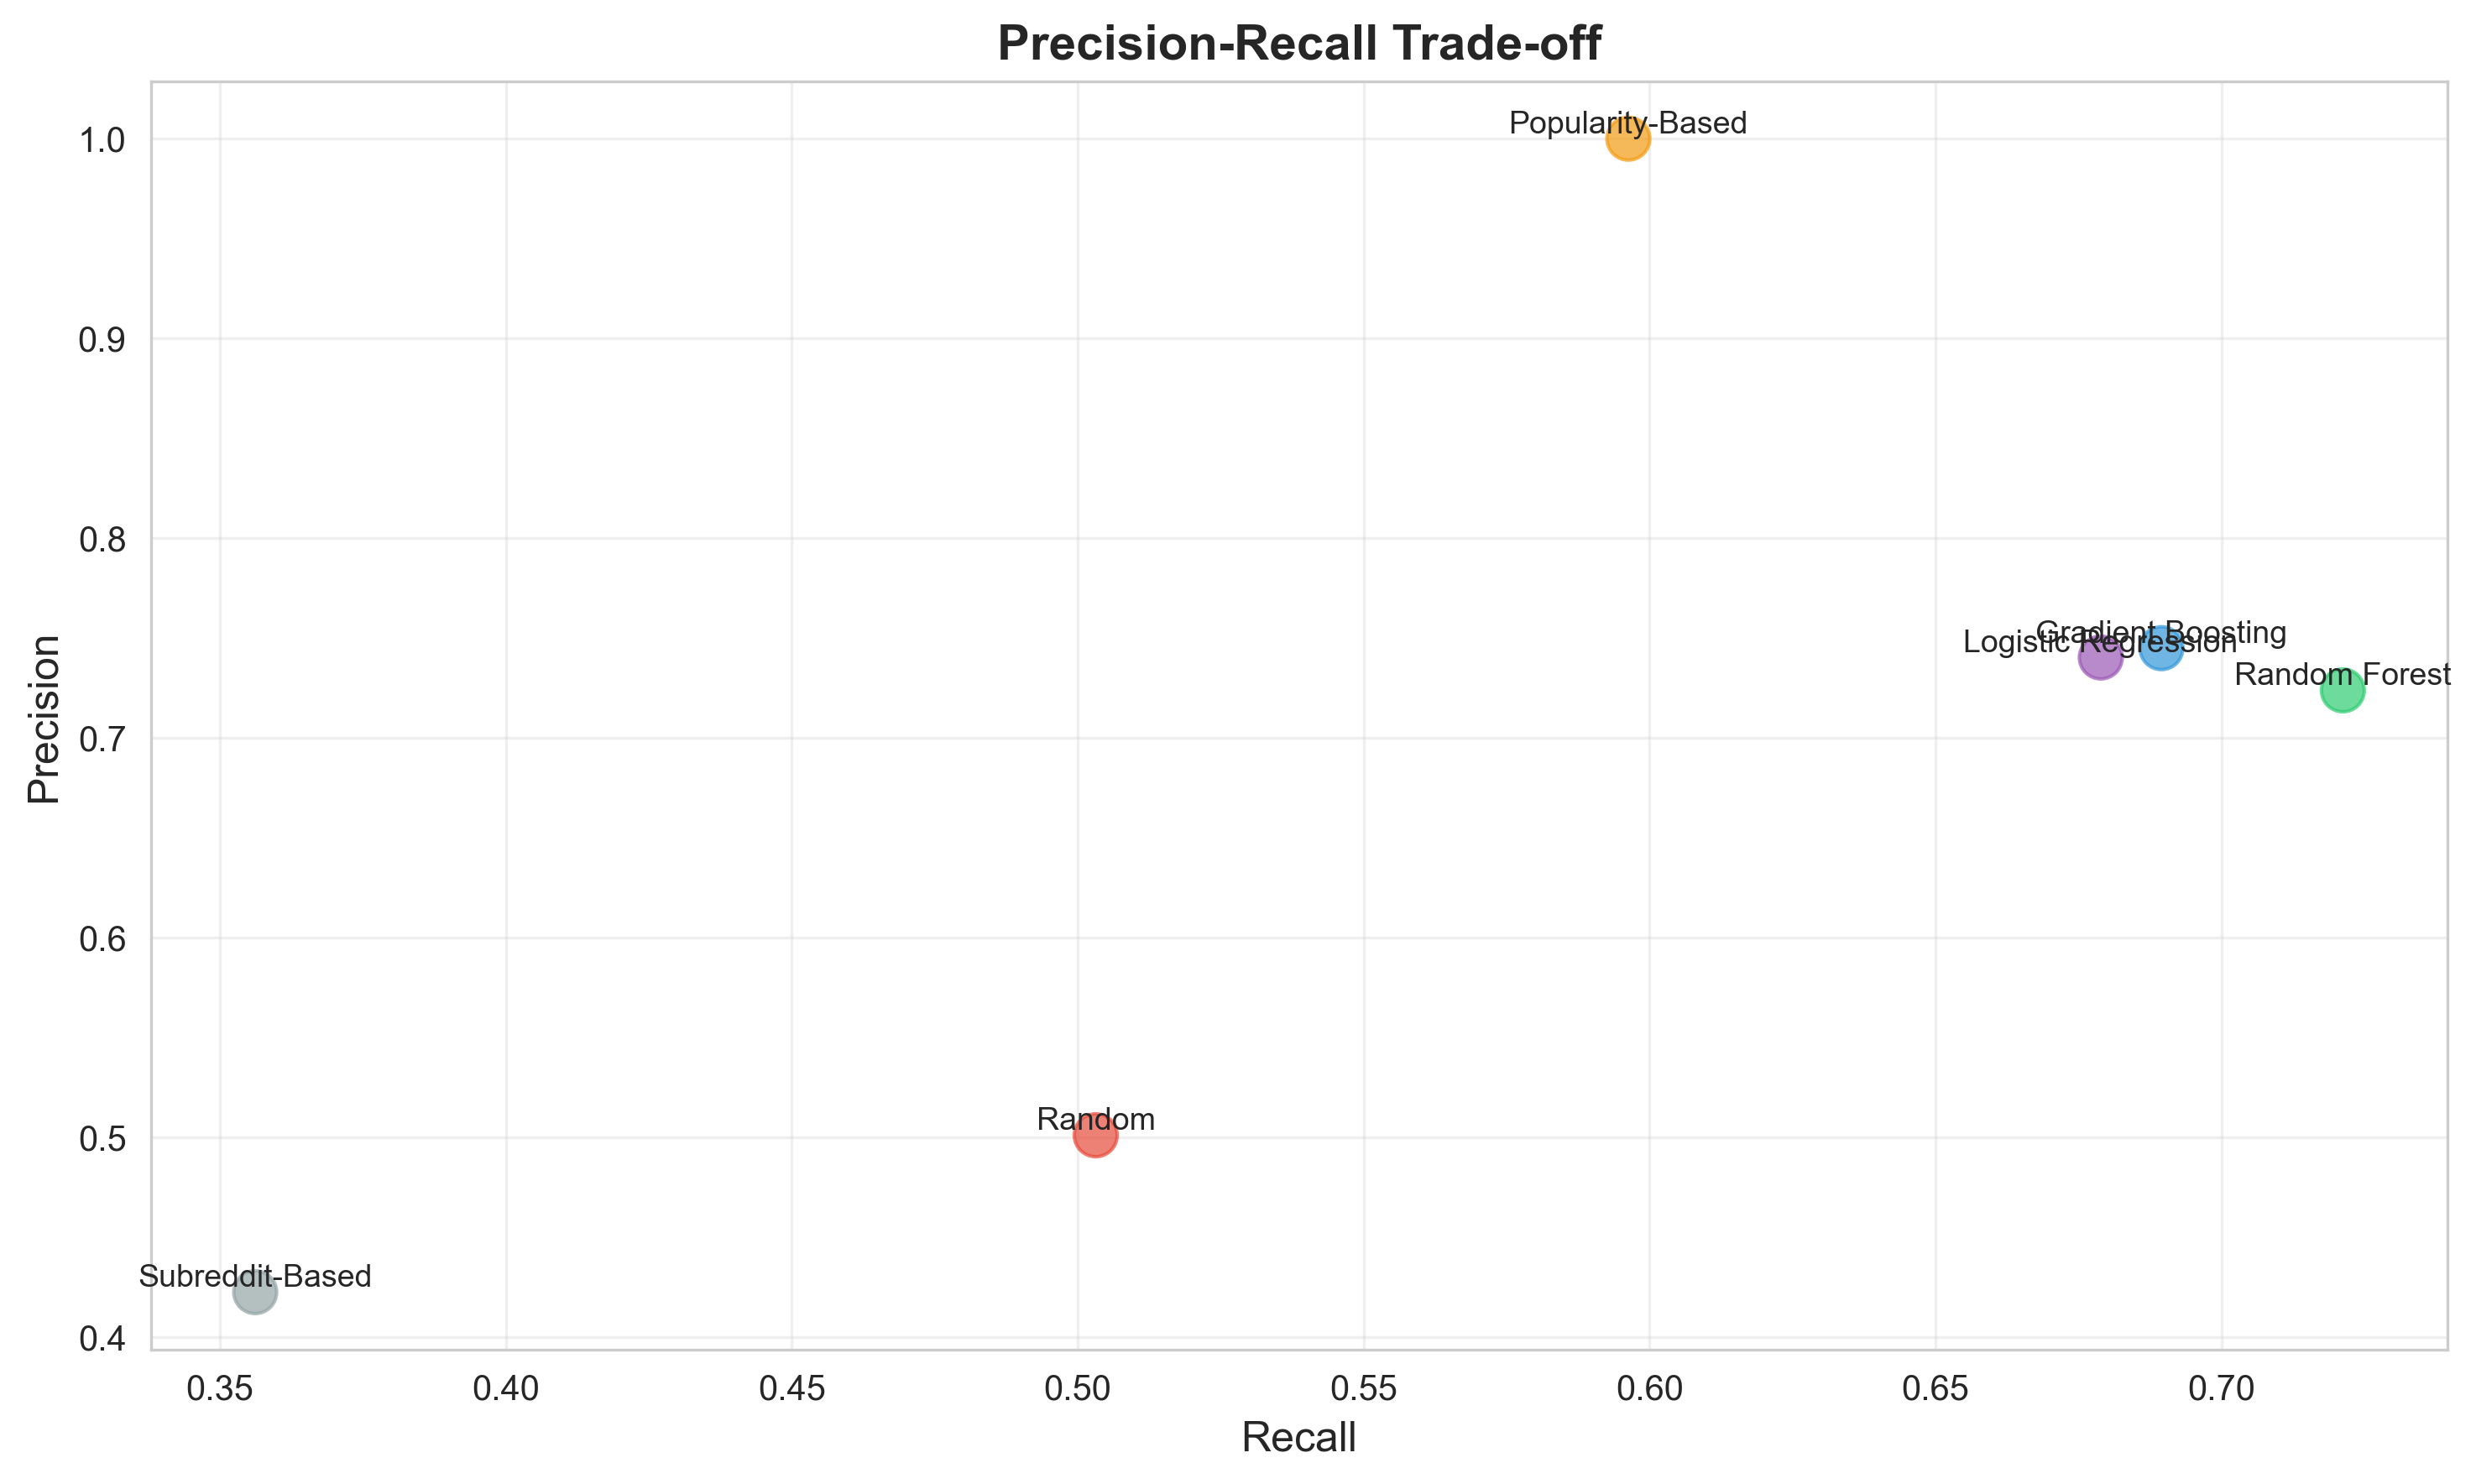 Precision-Recall Trade-off
Precision
1.0
0.9
0.8
0.7
0.6
0.5
0.4
Popularity-Based
Gradient Boosting
Logistic Regression
Random Forest
Random
Subreddit-Based
0.35 0.40 0.45 0.50 0.55 0.60 0.65 0.70
Recall